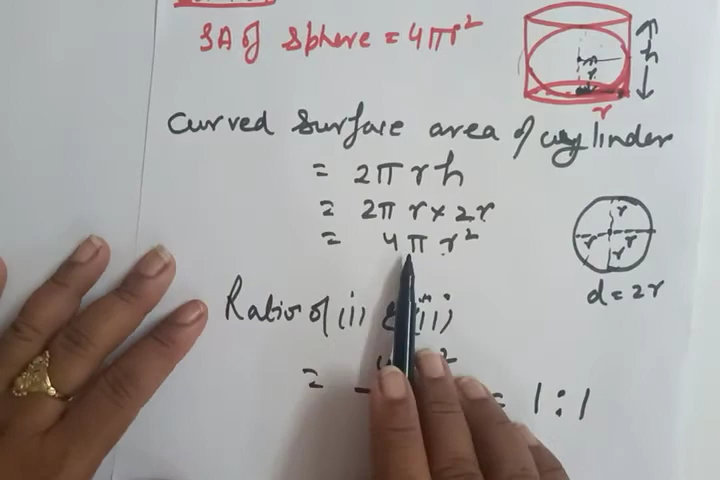 SA of Sphere = 4πr²
h
r
r
Curved Surface area of cylinder
= 2πrh
= 2πr×2r
= 4πr²
r
r r
d=2r
Ratio of (i) & (ii)
= = 1:1